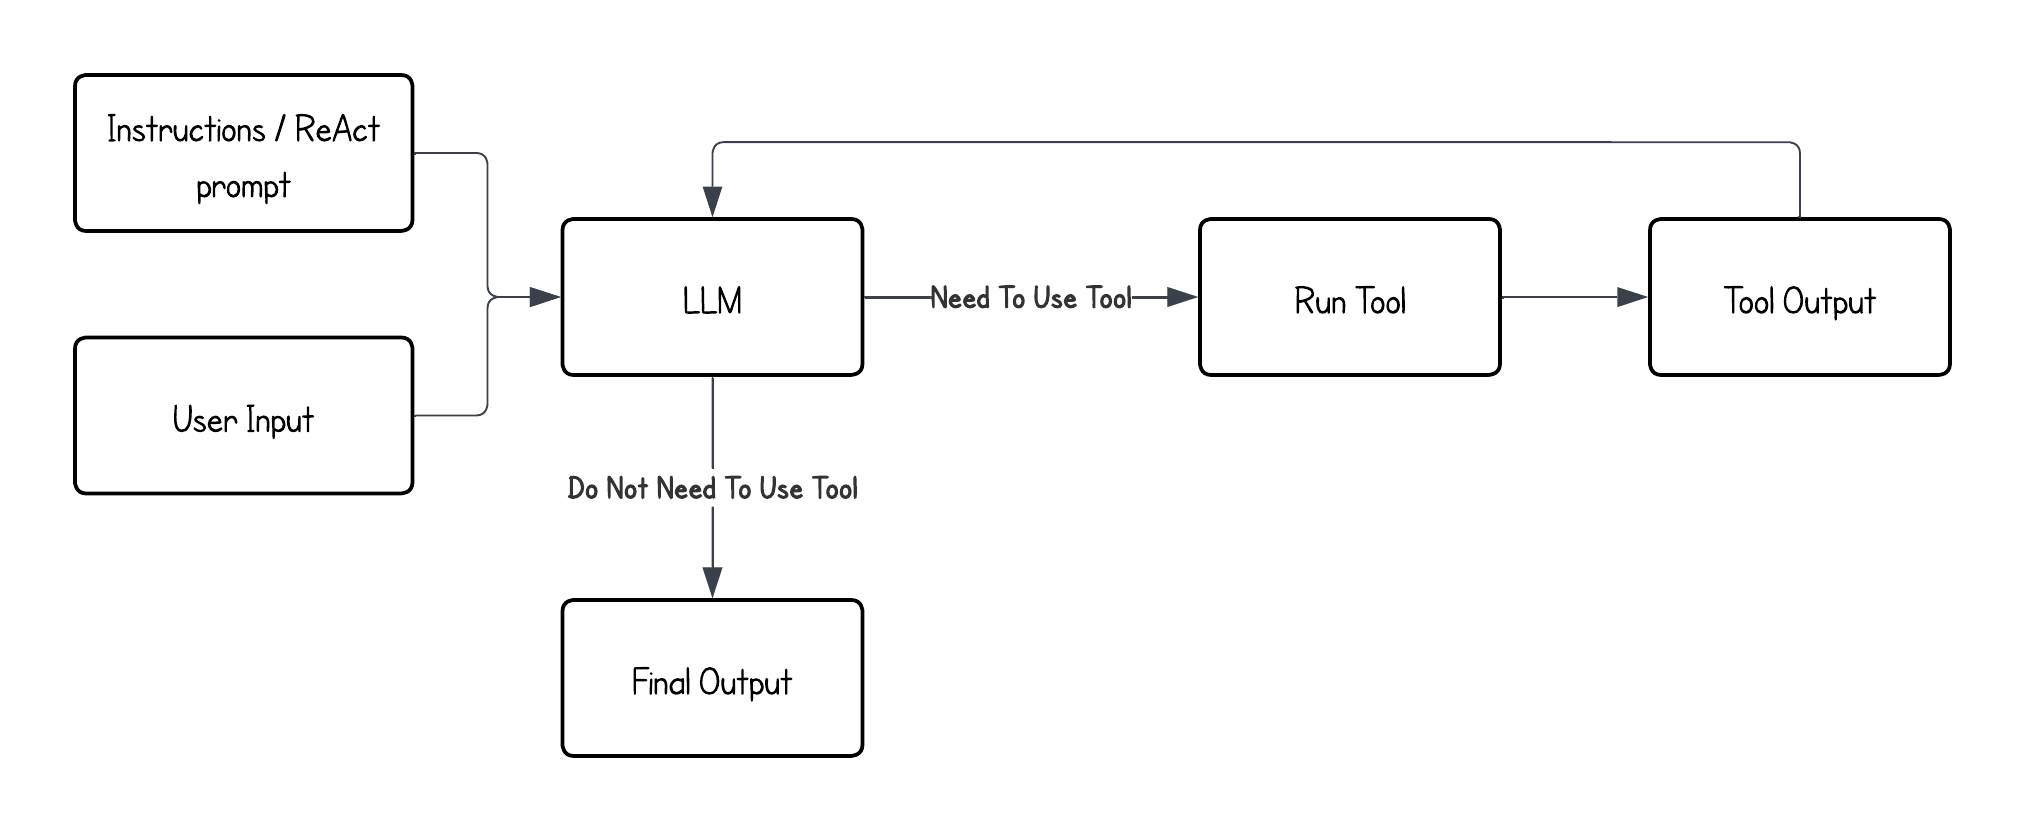 Instructions / ReAct
prompt
User Input
LLM
Need To Use Tool
Run Tool
Tool Output
Do Not Need To Use Tool
Final Output